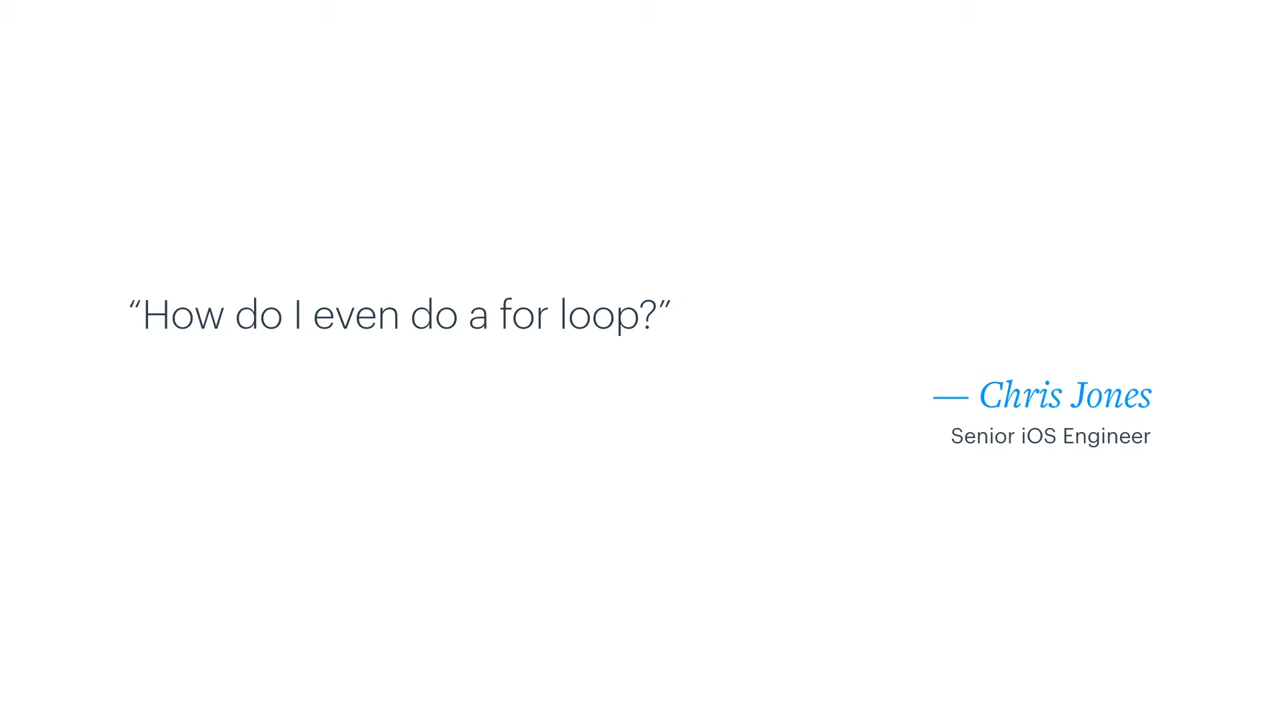 “How do I even do a for loop?”
— Chris Jones
Senior iOS Engineer